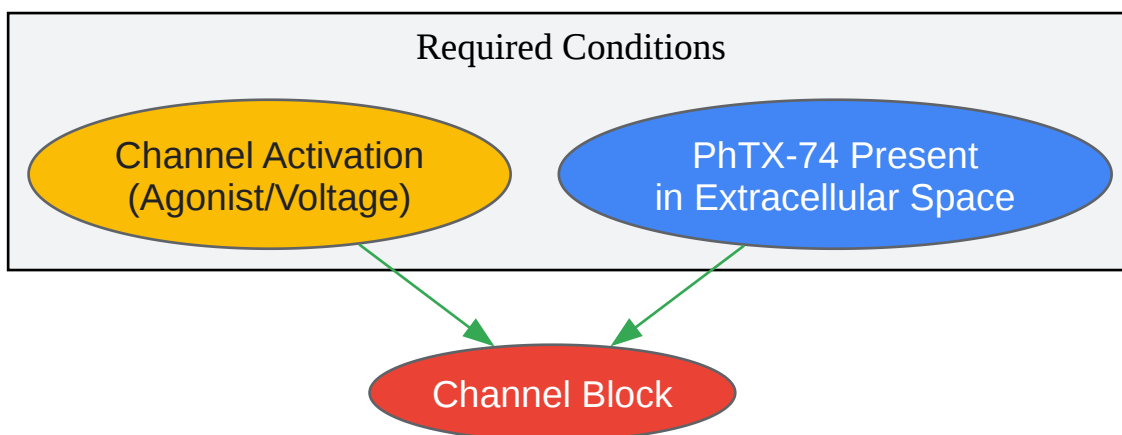 Required Conditions
Channel Activation
(Agonist/Voltage)
PhTX-74 Present
in Extracellular Space
Channel Block